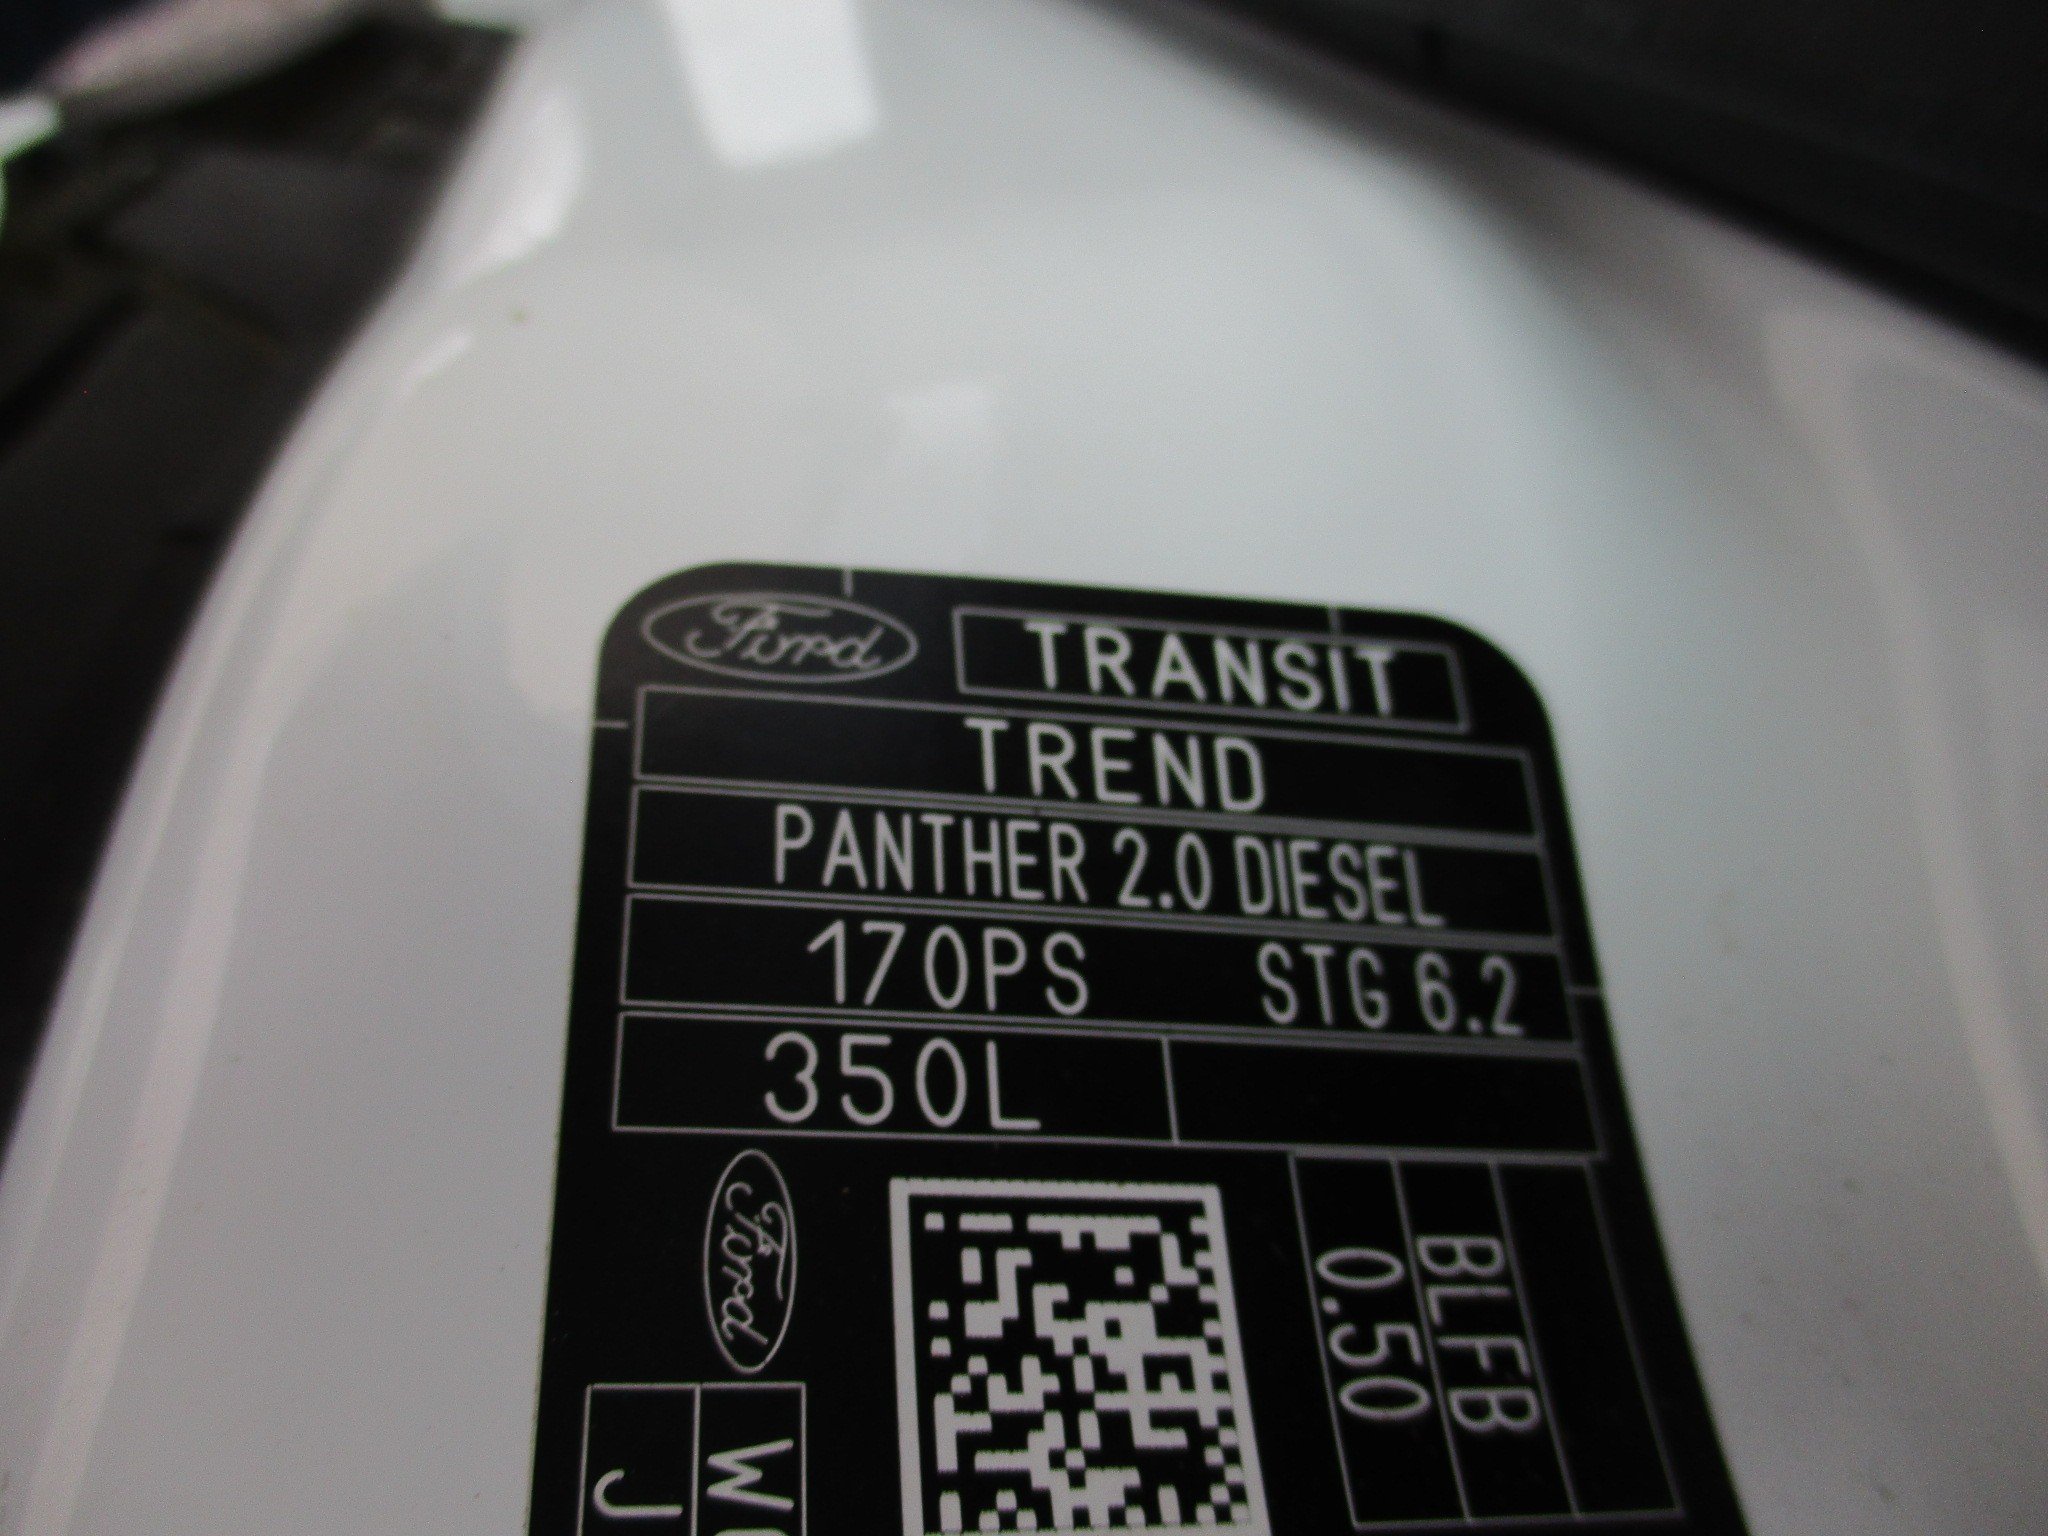 Ford TRANSIT
TREND
PANTHER 2.0 DIESEL
170PS STG 6.2
350L
Ford
BLFB
0.50
J